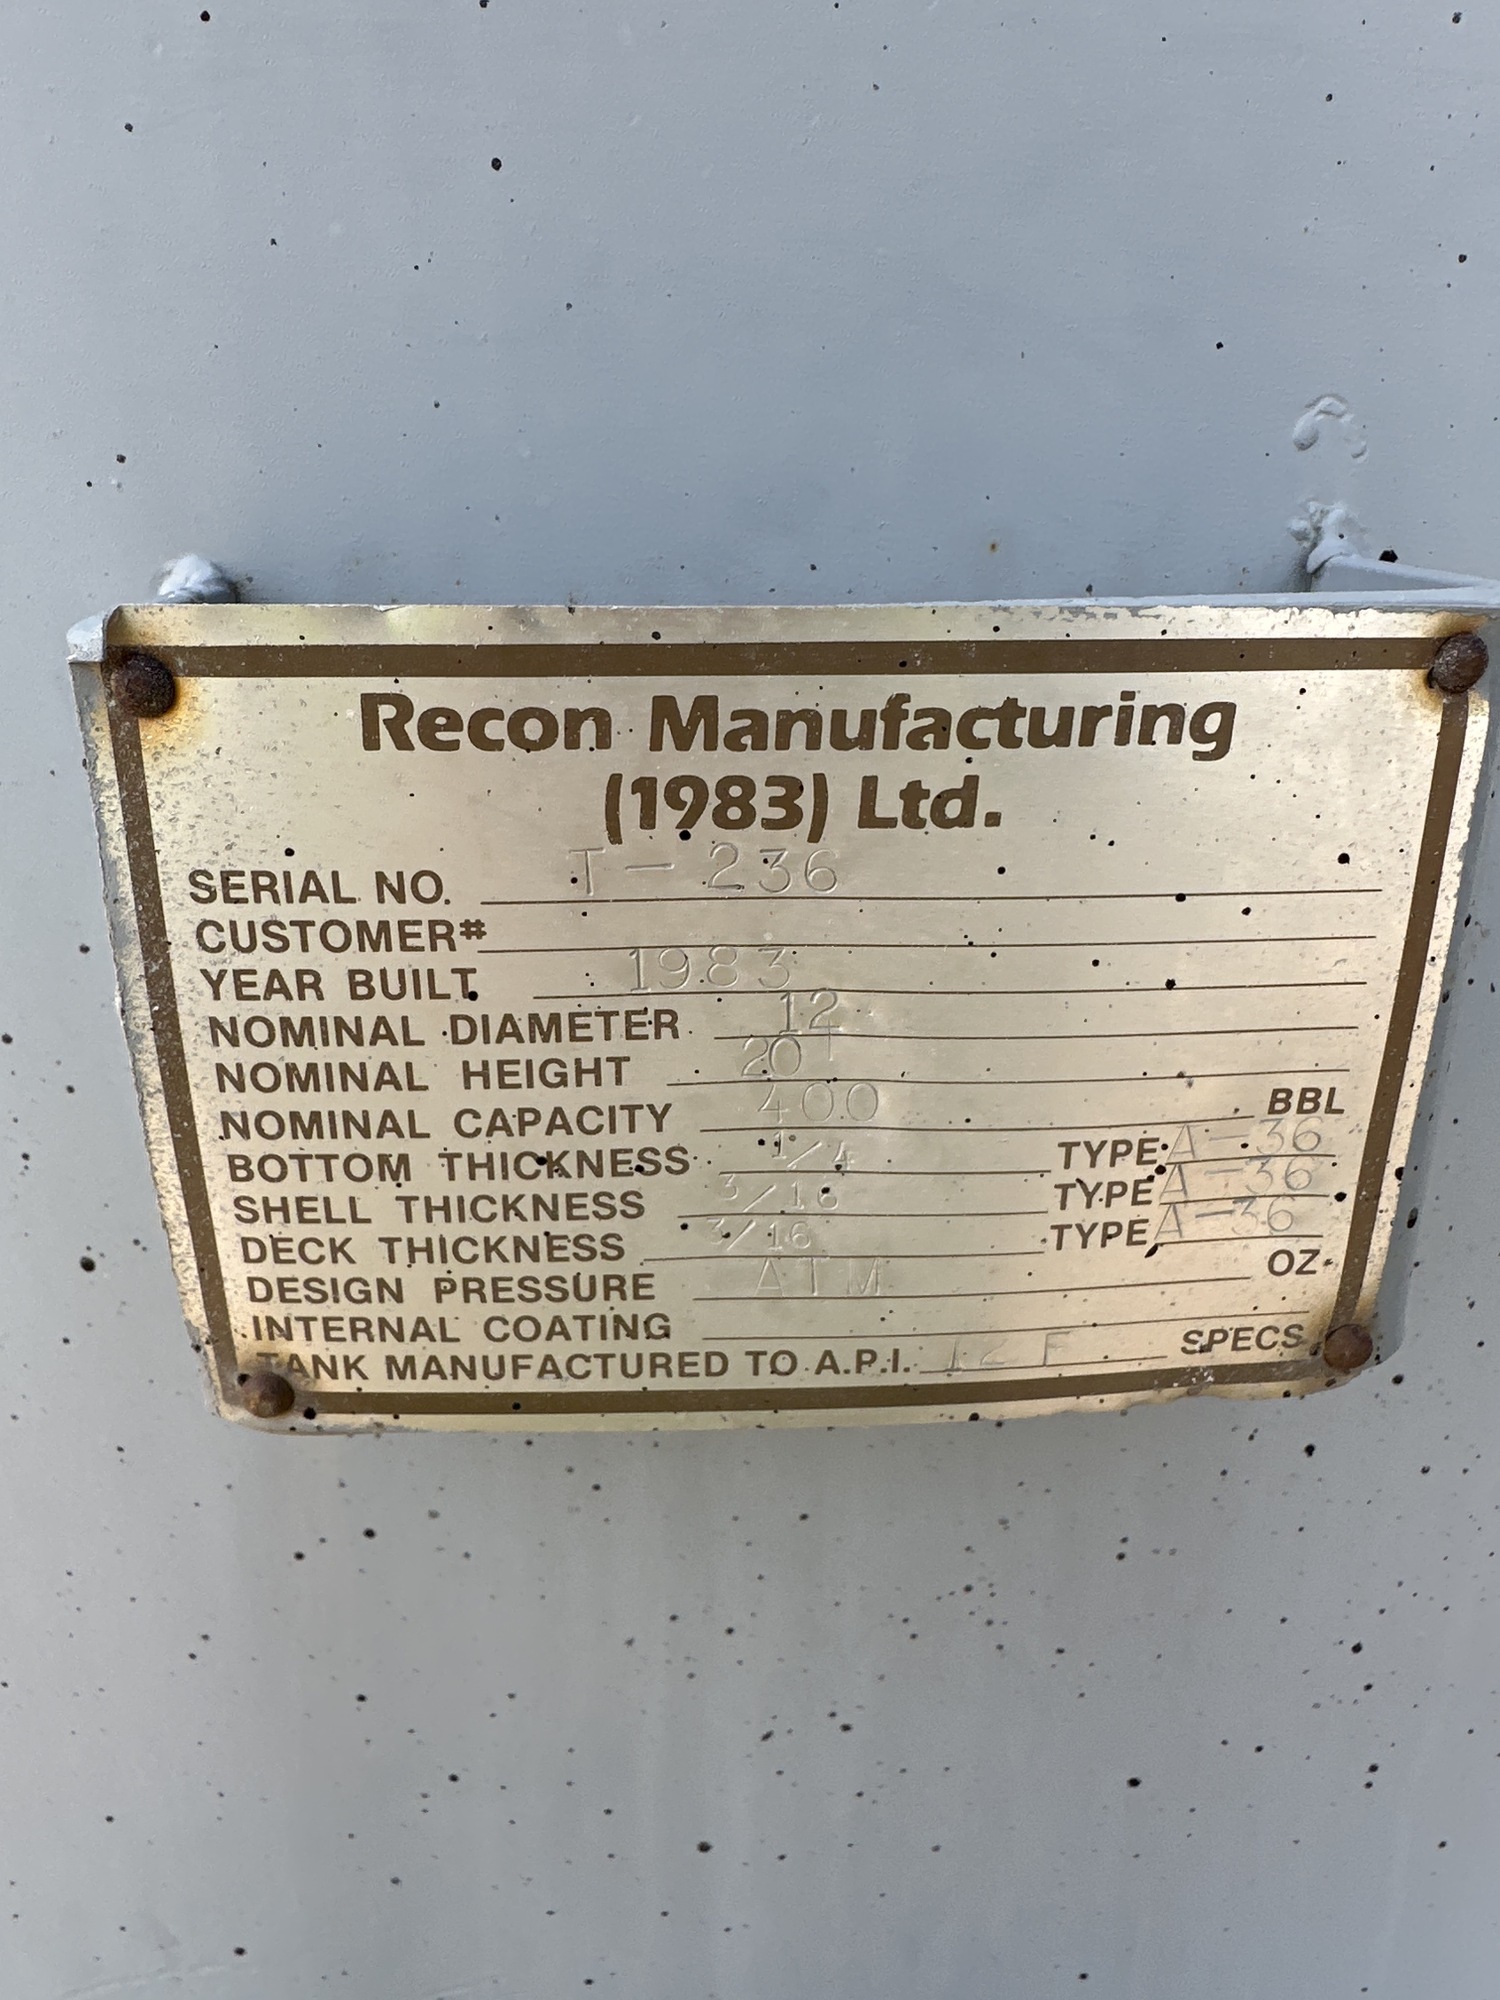 Recon Manufacturing
(1983) Ltd.
SERIAL NO. T-236
CUSTOMER#
YEAR BUILT 1983
NOMINAL DIAMETER 12'
NOMINAL HEIGHT 20'
NOMINAL CAPACITY 400 BBL
BOTTOM THICKNESS 1/4 TYPE A-36
SHELL THICKNESS 3/16 TYPE A-36
DECK THICKNESS 3/16 TYPE A-36
DESIGN PRESSURE ATM OZ.
INTERNAL COATING
TANK MANUFACTURED TO A.P.I. 12 F SPECS.